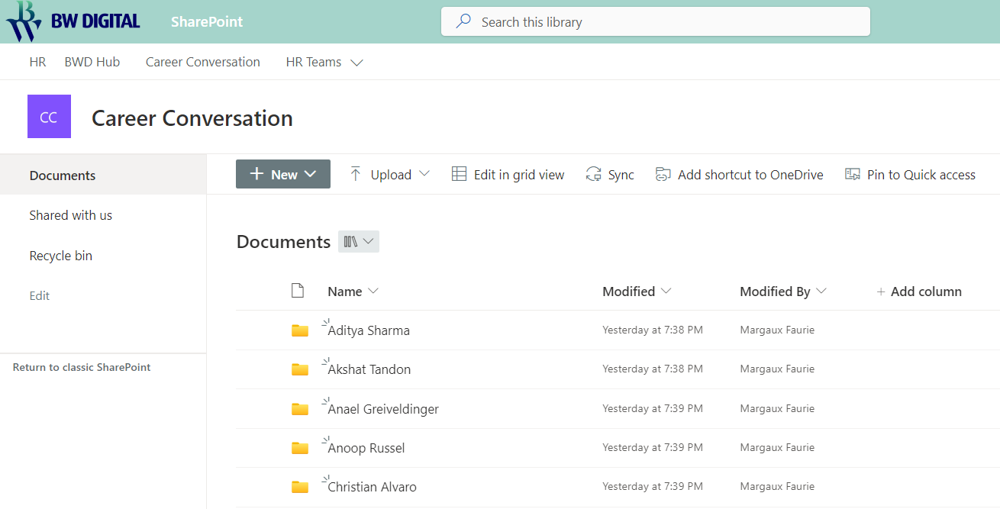 BW DIGITAL SharePoint Search this library
HR BWD Hub Career Conversation HR Teams
CC Career Conversation
Documents
Shared with us
Recycle bin
Edit
Return to classic SharePoint
New Upload Edit in grid view Sync Add shortcut to OneDrive Pin to Quick access
Documents
Name Modified Modified By + Add column
Aditya Sharma Yesterday at 7:38 PM Margaux Faurie
Akshat Tandon Yesterday at 7:38 PM Margaux Faurie
Anael Greiveldinger Yesterday at 7:39 PM Margaux Faurie
Anoop Russel Yesterday at 7:39 PM Margaux Faurie
Christian Alvaro Yesterday at 7:39 PM Margaux Faurie